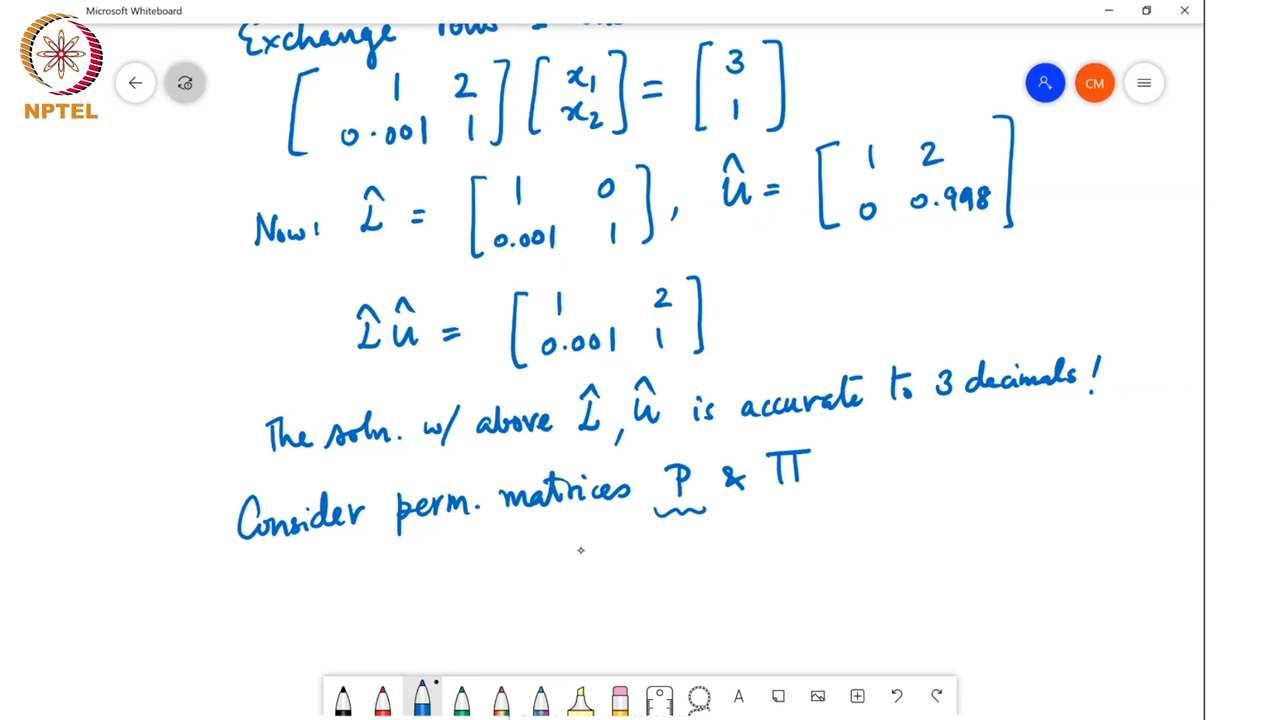 Microsoft Whiteboard
NPTEL
CM
Exchange rows
[ 1 2 ; 0.001 1 ] [ x1 ; x2 ] = [ 3 ; 1 ]
Now: L̂ = [ 1 0 ; 0.001 1 ], Û = [ 1 2 ; 0 0.998 ]
L̂ Û = [ 1 2 ; 0.001 1 ]
The soln. w/ above L̂, Û is accurate to 3 decimals!
Consider perm. matrices P & Π
A